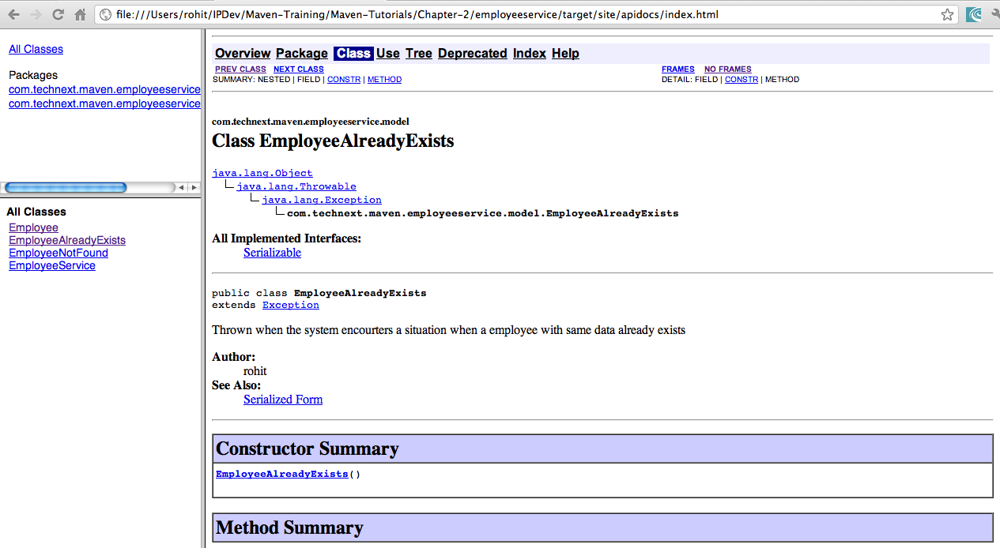 file:///Users/rohit/IPDev/Maven-Training/Maven-Tutorials/Chapter-2/employeeservice/target/site/apidocs/index.html
All Classes
Packages
com.technext.maven.employeeservice
com.technext.maven.employeeservice
All Classes
Employee
EmployeeAlreadyExists
EmployeeNotFound
EmployeeService
Overview Package Class Use Tree Deprecated Index Help
PREV CLASS NEXT CLASS FRAMES NO FRAMES
SUMMARY: NESTED | FIELD | CONSTR | METHOD DETAIL: FIELD | CONSTR | METHOD
com.technext.maven.employeeservice.model
Class EmployeeAlreadyExists
java.lang.Object
java.lang.Throwable
java.lang.Exception
com.technext.maven.employeeservice.model.EmployeeAlreadyExists
All Implemented Interfaces:
Serializable
public class EmployeeAlreadyExists
extends Exception
Thrown when the system encourters a situation when a employee with same data already exists
Author:
rohit
See Also:
Serialized Form
Constructor Summary
EmployeeAlreadyExists()
Method Summary